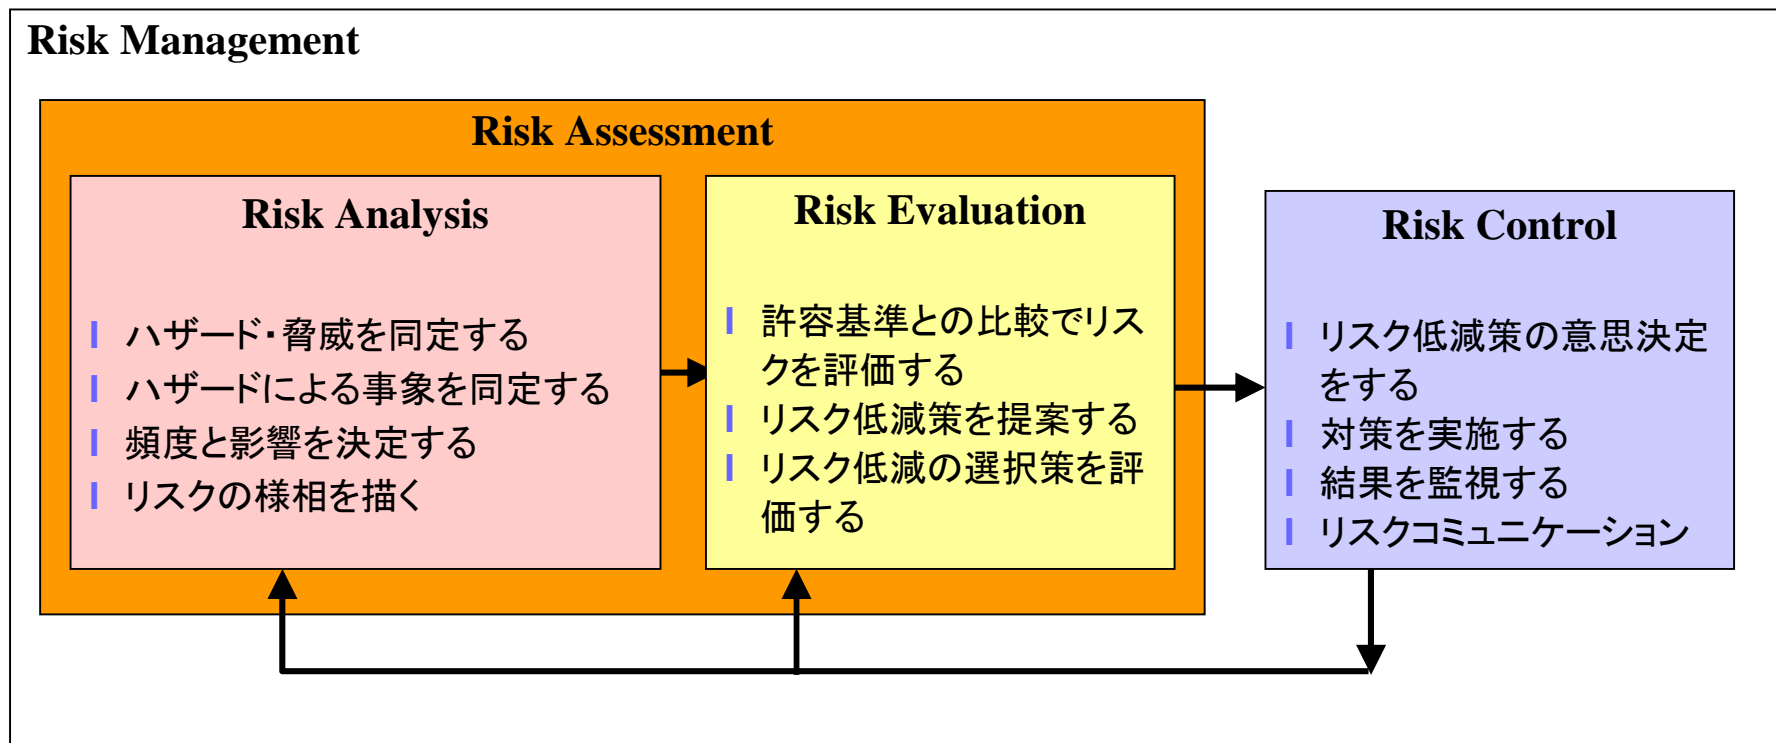 Risk Management
Risk Assessment
Risk Analysis
ハザード・脅威を同定する
ハザードによる事象を同定する
頻度と影響を決定する
リスクの様相を描く
Risk Evaluation
許容基準との比較でリス
クを評価する
リスク低減策を提案する
リスク低減の選択策を評
価する
Risk Control
リスク低減策の意思決定
をする
対策を実施する
結果を監視する
リスクコミュニケーション